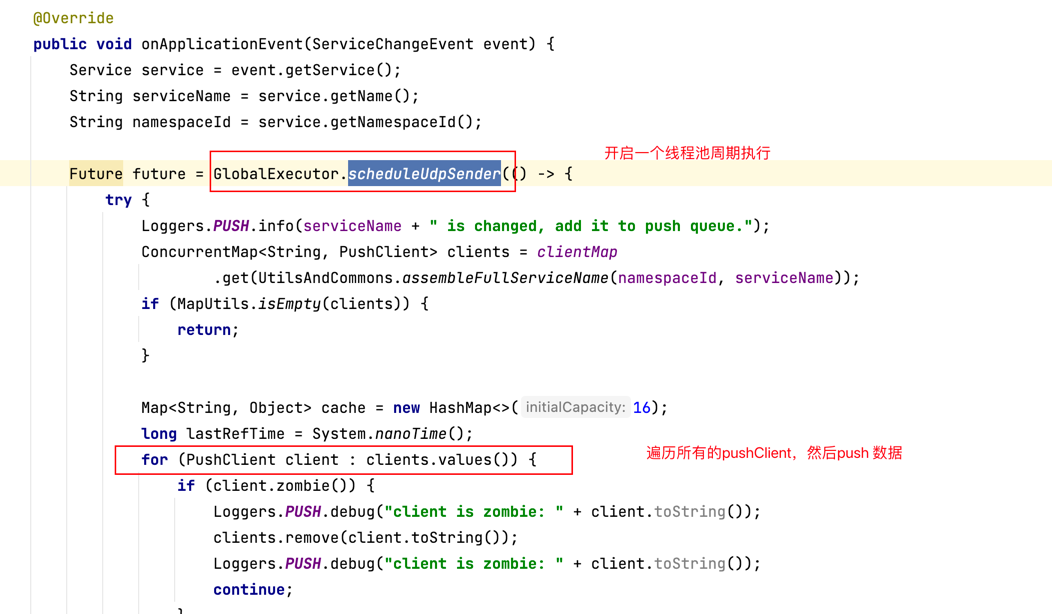 @Override
public void onApplicationEvent(ServiceChangeEvent event) {
Service service = event.getService();
String serviceName = service.getName();
String namespaceId = service.getNamespaceId();
开启一个线程池周期执行
Future future = GlobalExecutor.scheduleUdpSender(() -> {
try {
Loggers.PUSH.info(serviceName + " is changed, add it to push queue.");
ConcurrentMap<String, PushClient> clients = clientMap
.get(UtilsAndCommons.assembleFullServiceName(namespaceId, serviceName));
if (MapUtils.isEmpty(clients)) {
return;
}
Map<String, Object> cache = new HashMap<>( initialCapacity: 16);
long lastRefTime = System.nanoTime();
for (PushClient client : clients.values()) { 遍历所有的pushClient，然后push 数据
if (client.zombie()) {
Loggers.PUSH.debug("client is zombie: " + client.toString());
clients.remove(client.toString());
Loggers.PUSH.debug("client is zombie: " + client.toString());
continue;
}